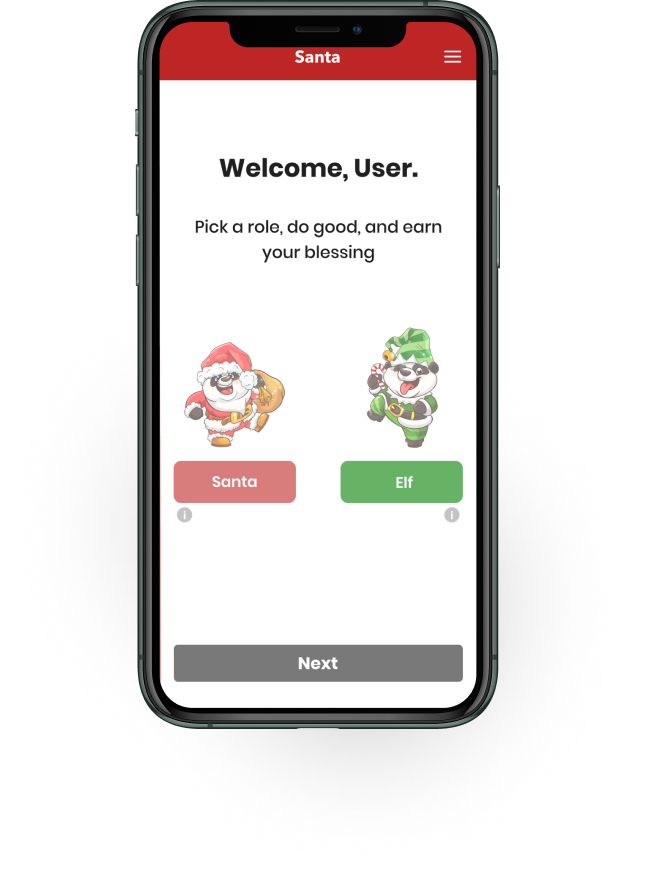 Santa
Welcome, User.
Pick a role, do good, and earn
your blessing
Santa
Elf
i
i
Next